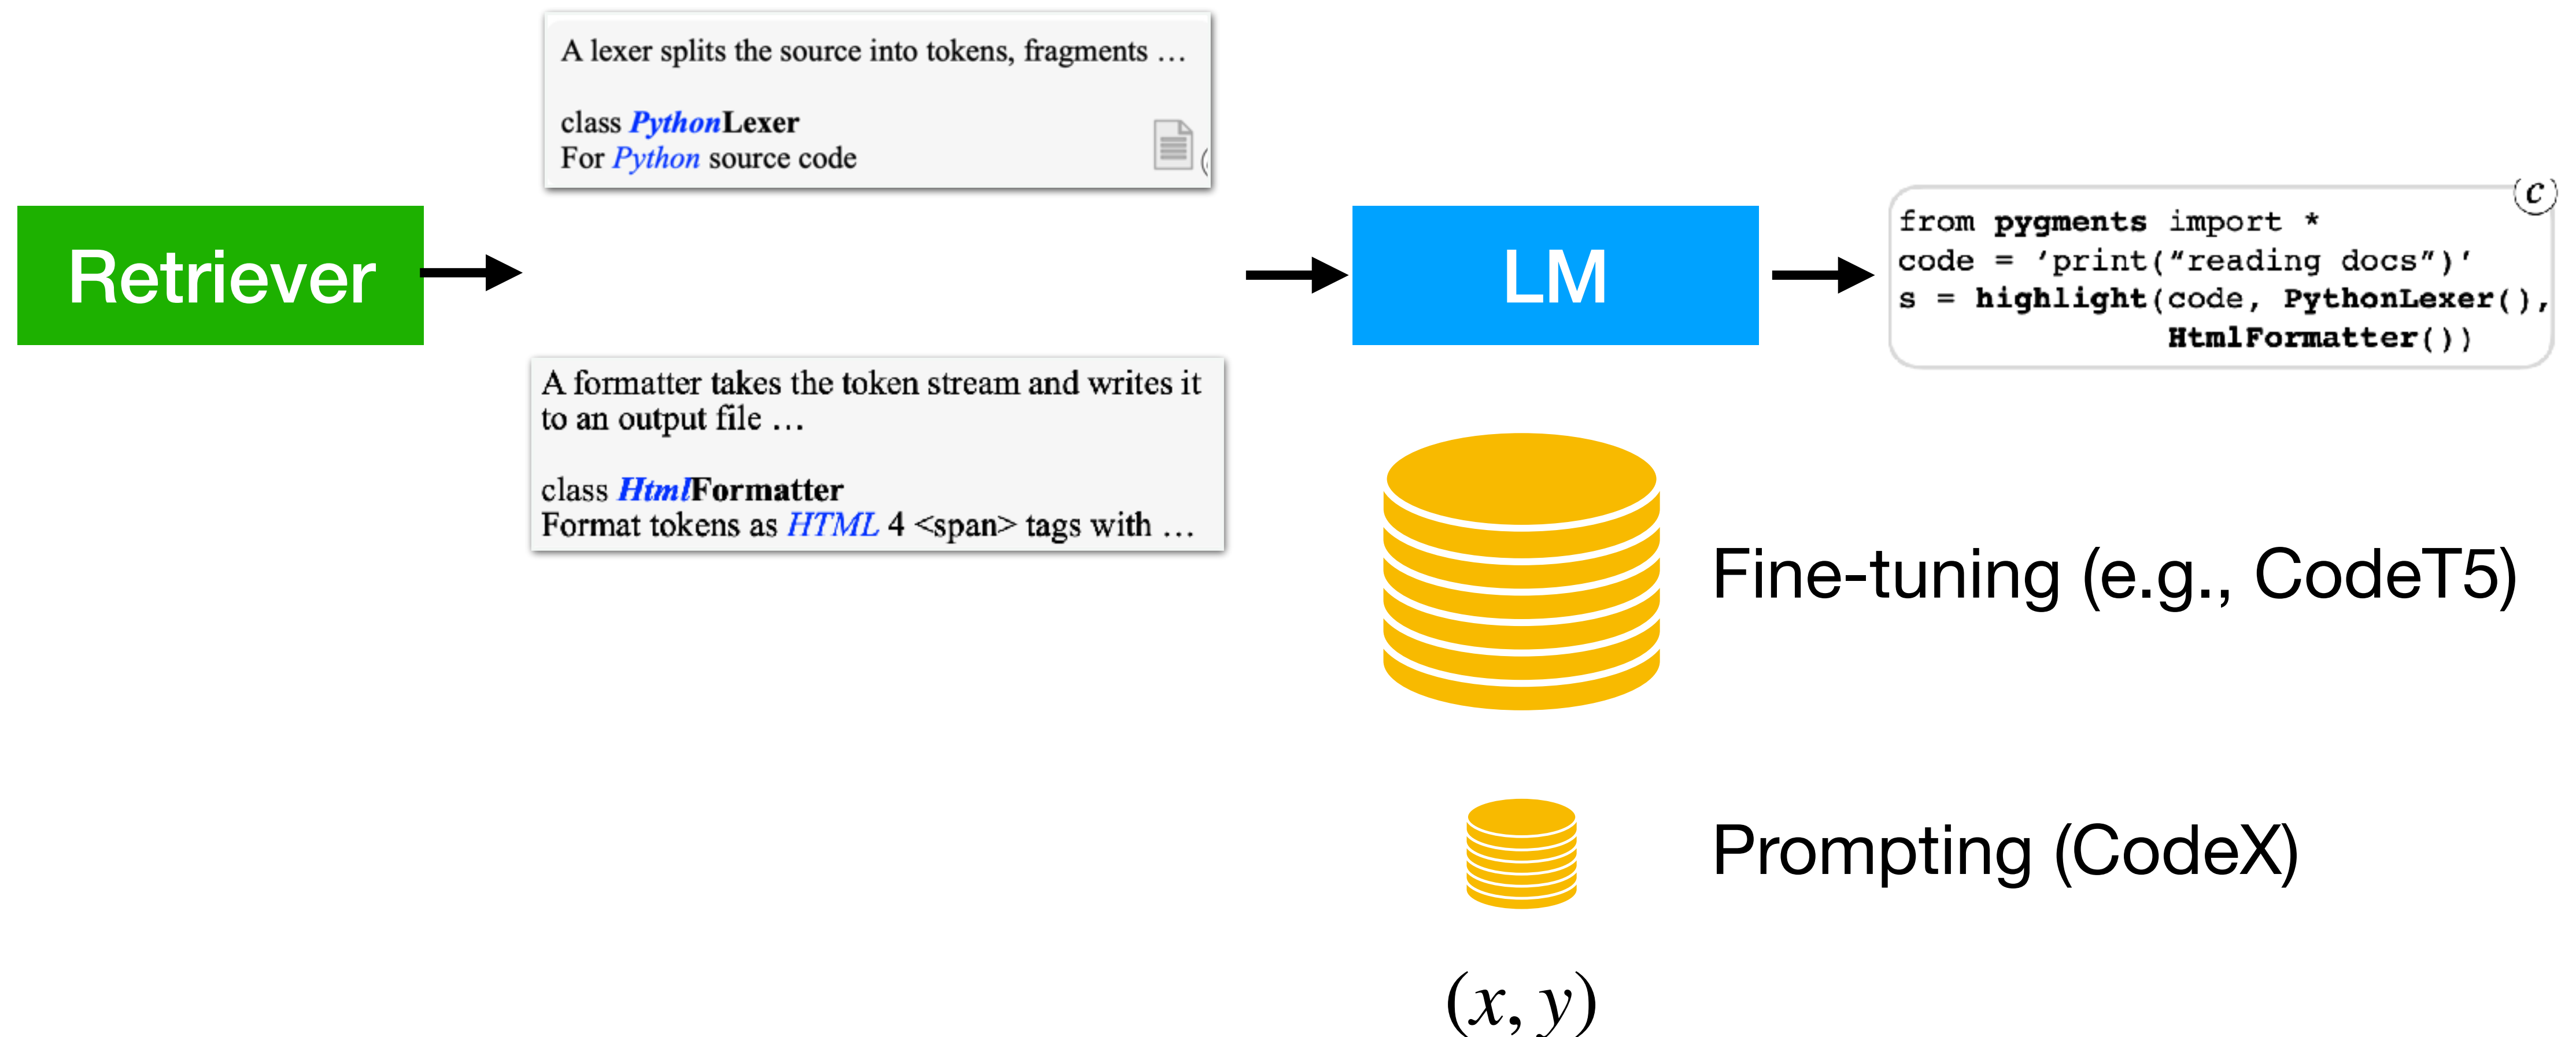 A lexer splits the source into tokens, fragments …
class PythonLexer
For Python source code
(
Retriever
A formatter takes the token stream and writes it
to an output file …
class HtmlFormatter
Format tokens as HTML 4 <span> tags with …
LM
c
from pygments import *
code = ’print(“reading docs”)’
s = highlight(code, PythonLexer(),
HtmlFormatter())
Fine-tuning (e.g., CodeT5)
Prompting (CodeX)
(x, y)